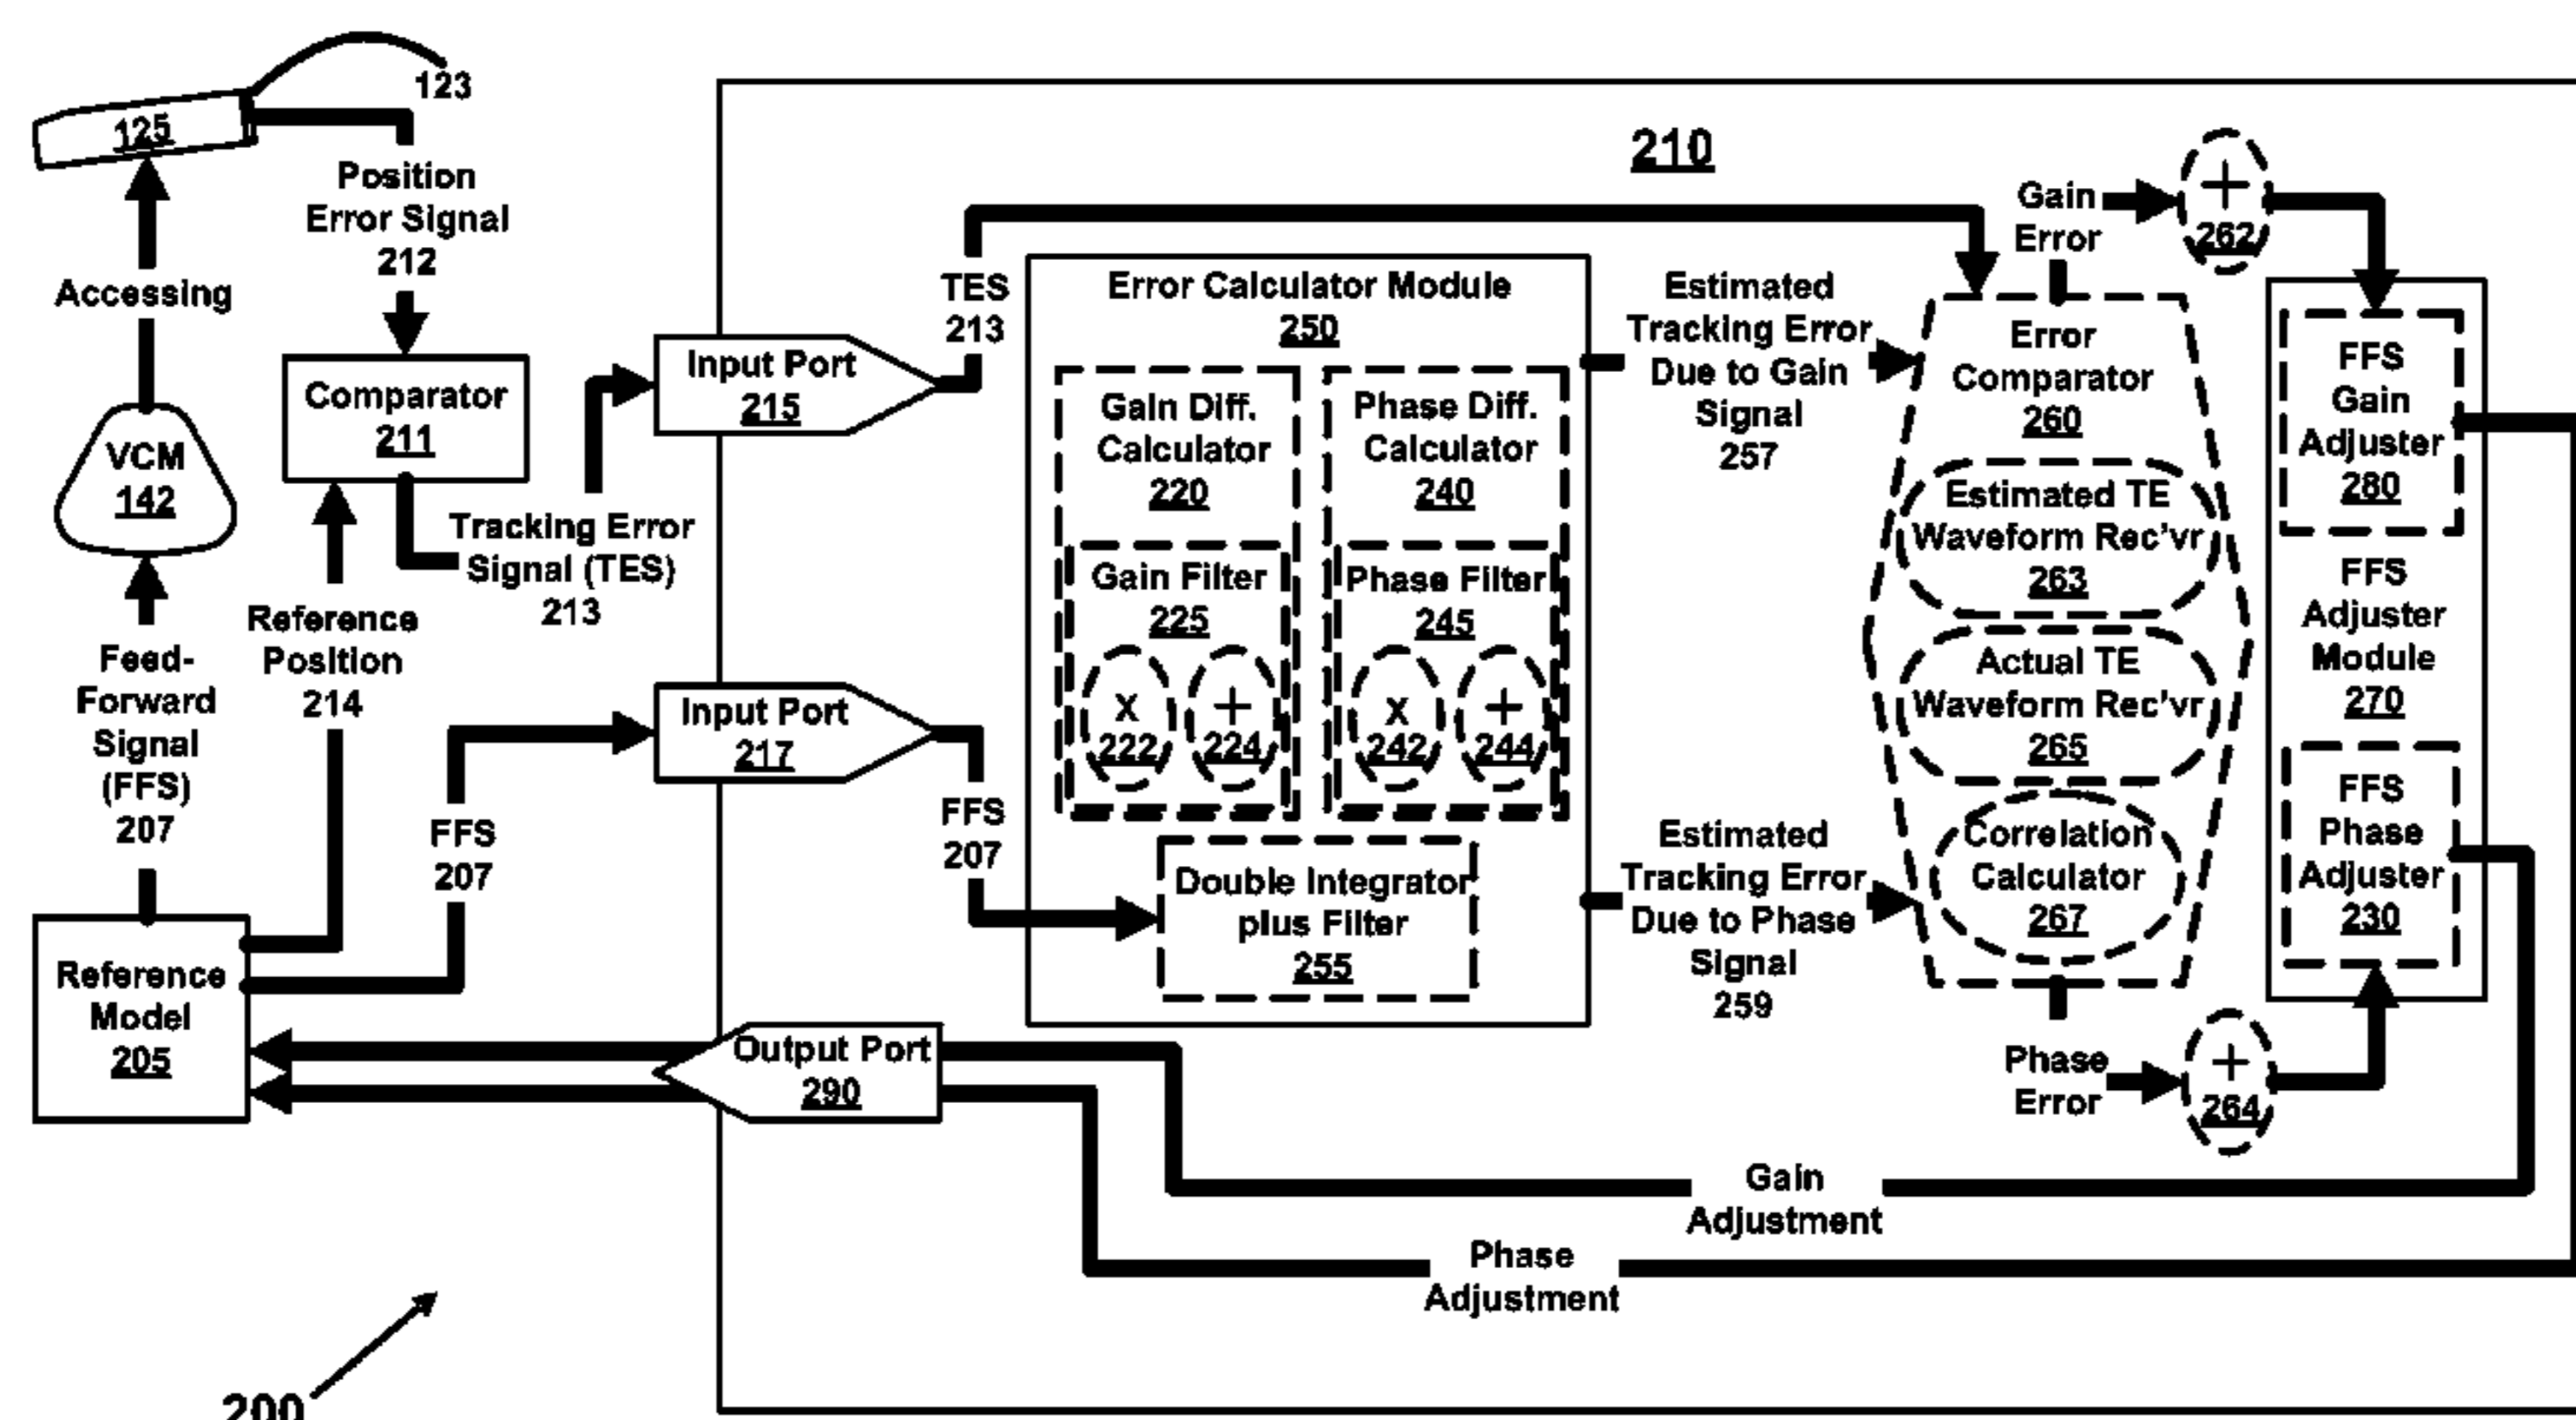 123
125
Position
Error Signal
212
Accessing
VCM
142
Comparator
211
Tracking Error
Signal (TES)
213
Reference
Position
214
Feed-
Forward
Signal
(FFS)
207
FFS
207
Reference
Model
205
200
210
Input Port
215
TES
213
Input Port
217
FFS
207
Output Port
290
Error Calculator Module
250
Gain Diff.
Calculator
220
Gain Filter
225
X
222
+
224
Phase Diff.
Calculator
240
Phase Filter
245
X
242
+
244
Double Integrator
plus Filter
255
Estimated
Tracking Error
Due to Gain
Signal
257
Estimated
Tracking Error
Due to Phase
Signal
259
Gain
Error
+
262
Error
Comparator
260
Estimated TE
Waveform Rec'vr
263
Actual TE
Waveform Rec'vr
265
Correlation
Calculator
267
Phase
Error
+
264
FFS
Gain
Adjuster
280
FFS
Adjuster
Module
270
FFS
Phase
Adjuster
230
Gain
Adjustment
Phase
Adjustment